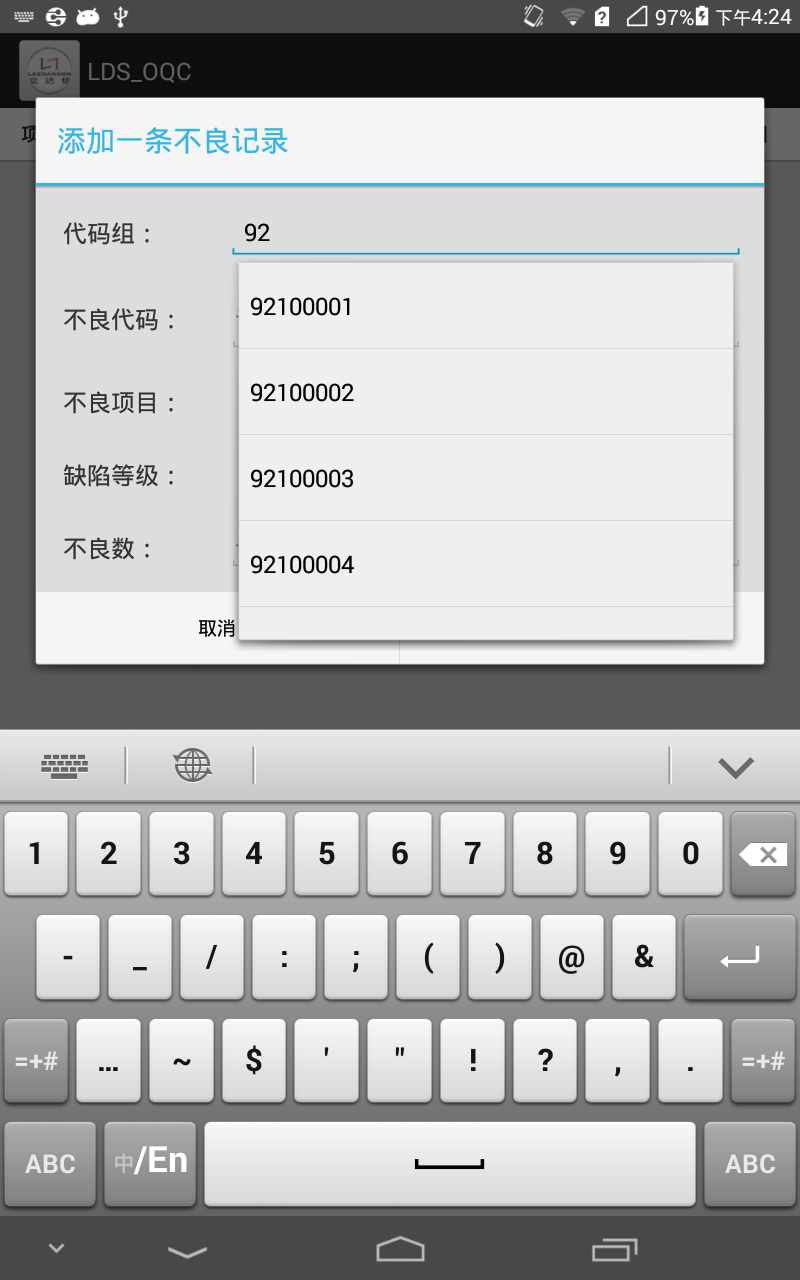 97% 下午4:24
LEEDARSON
立达信
LDS_OQC
项
添加一条不良记录
代码组：
92
92100001
不良代码：
92100002
不良项目：
92100003
缺陷等级：
92100004
不良数：
取消
1 2 3 4 5 6 7 8 9 0
- _ / : ; ( ) @ &
=+# … ~ $ ' " ! ? , . =+#
ABC 中/En ABC